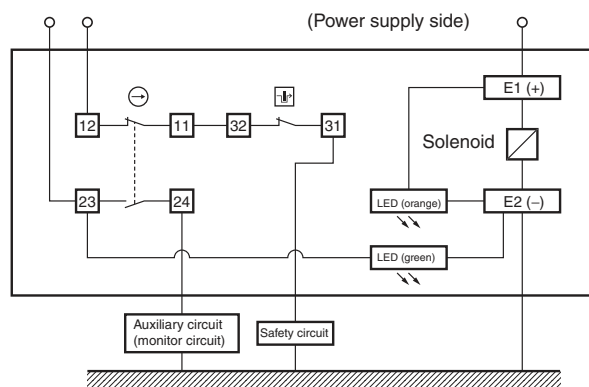 (Power supply side)
E1 (+)
12
11
32
31
Solenoid
23
24
LED (orange)
E2 (−)
LED (green)
Auxiliary circuit
(monitor circuit)
Safety circuit